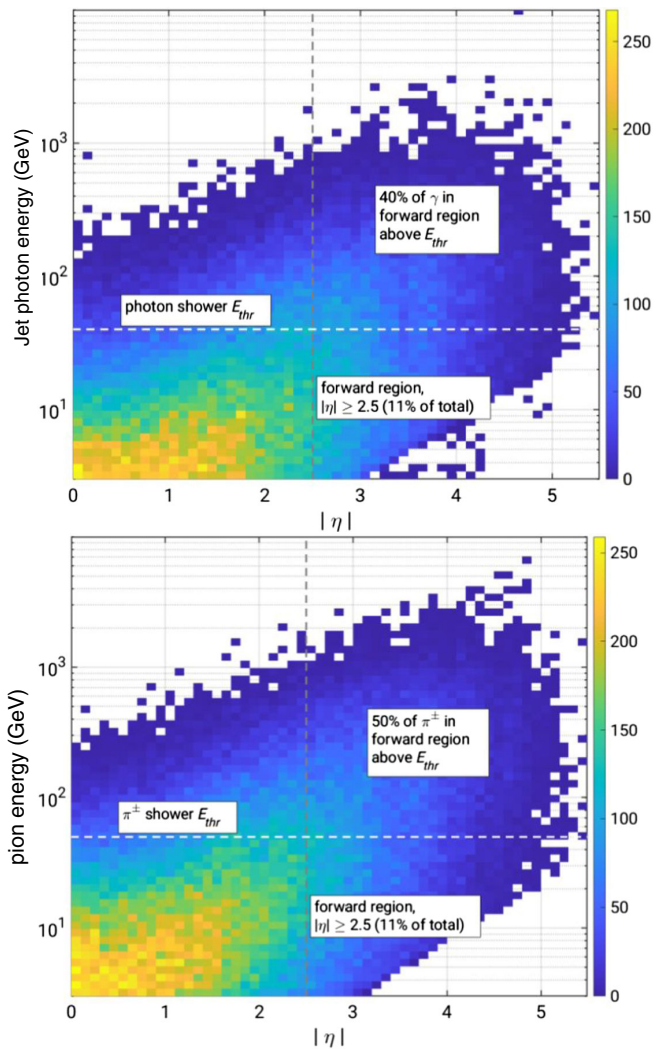 Jet photon energy (GeV)
10³
10²
10¹
40% of γ in
forward region
above E_thr
photon shower E_thr
forward region,
|η| ≥ 2.5 (11% of total)
0 1 2 3 4 5
| η |
250
200
150
100
50
0
pion energy (GeV)
10³
10²
10¹
50% of π± in
forward region
above E_thr
π± shower E_thr
forward region,
|η| ≥ 2.5 (11% of total)
0 1 2 3 4 5
| η |
250
200
150
100
50
0